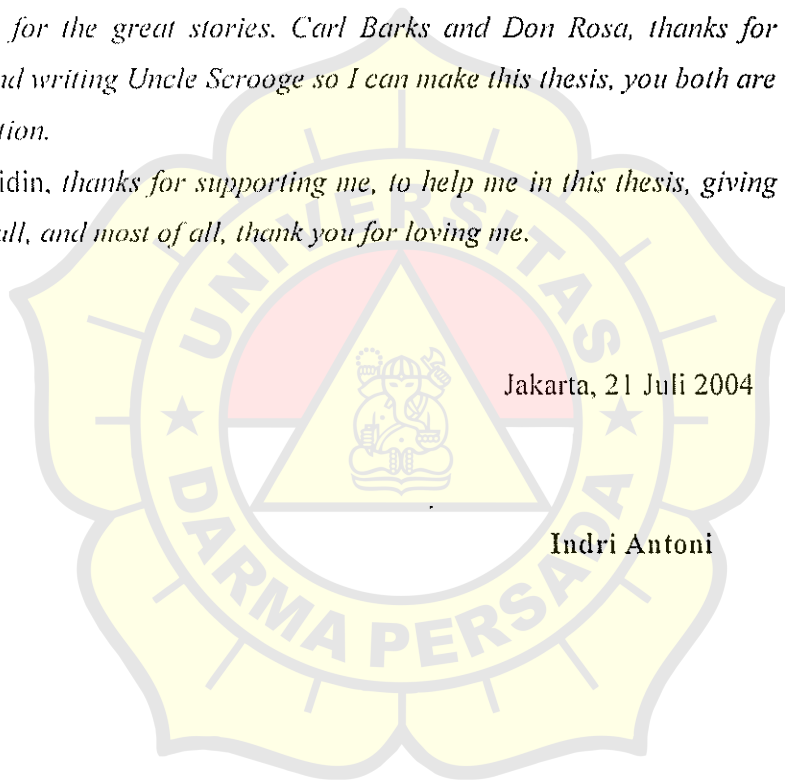 for the great stories. Carl Barks and Don Rosa, thanks for
nd writing Uncle Scrooge so I can make this thesis, you both are
tion.
idin, thanks for supporting me, to help me in this thesis, giving
all, and most of all, thank you for loving me.
UNIVERSITAS
Jakarta, 21 Juli 2004
Indri Antoni
DARMA PERSADA